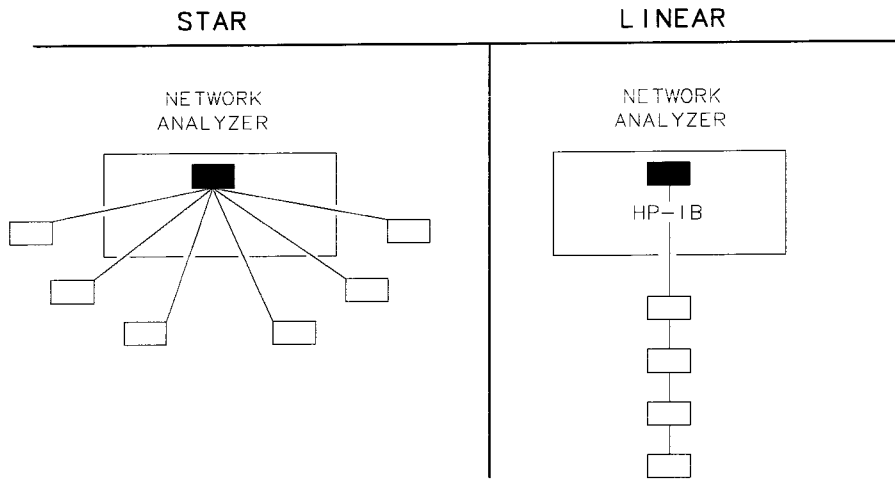 STAR
LINEAR
NETWORK
ANALYZER
NETWORK
ANALYZER
HP-IB